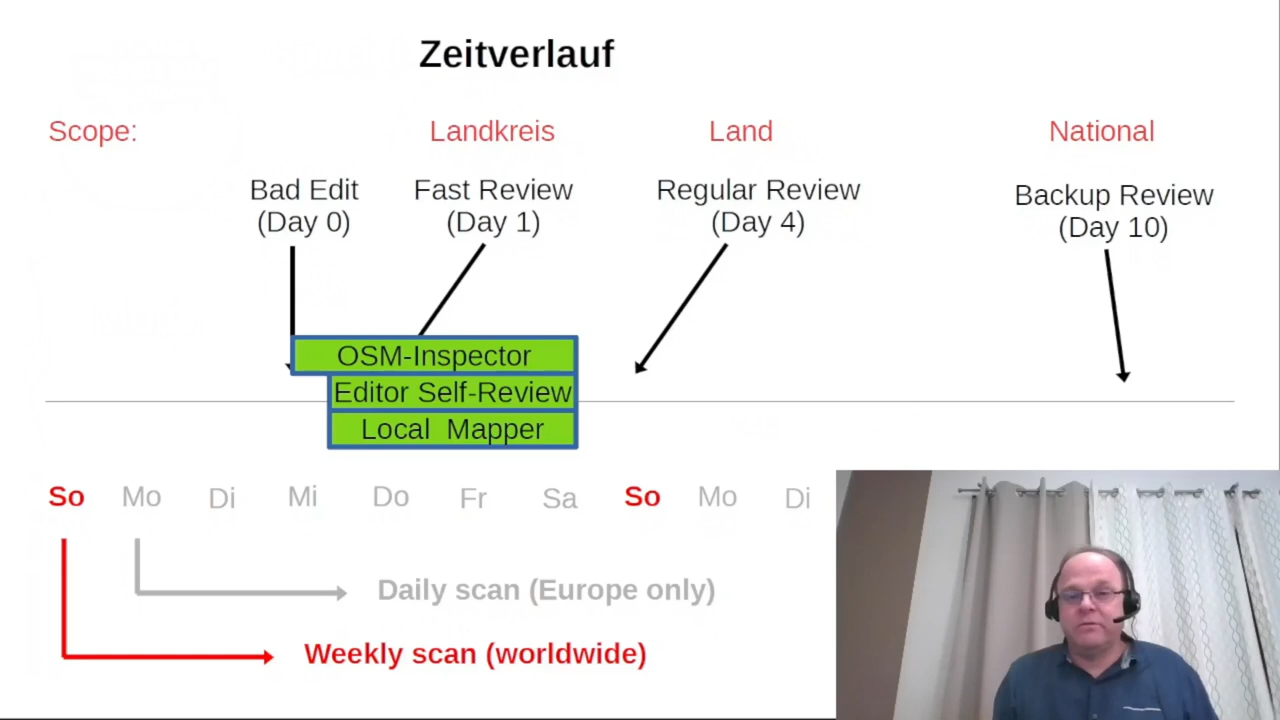 Zeitverlauf
Scope: Landkreis Land National
Bad Edit
(Day 0)
Fast Review
(Day 1)
Regular Review
(Day 4)
Backup Review
(Day 10)
OSM-Inspector
Editor Self-Review
Local Mapper
So Mo Di Mi Do Fr Sa So Mo Di
Daily scan (Europe only)
Weekly scan (worldwide)